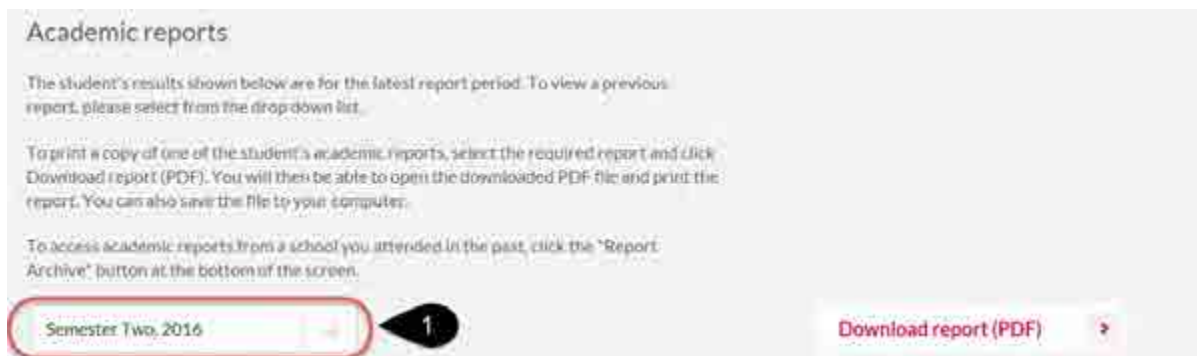 Academic reports
The student's results shown below are for the latest report period. To view a previous
report, please select from the drop down list.
To print a copy of one of the student's academic reports, select the required report and click
Download report (PDF). You will then be able to open the downloaded PDF file and print the
report. You can also save the file to your computer.
To access academic reports from a school you attended in the past, click the "Report
Archive" button at the bottom of the screen.
Semester Two, 2016
1
Download report (PDF) >